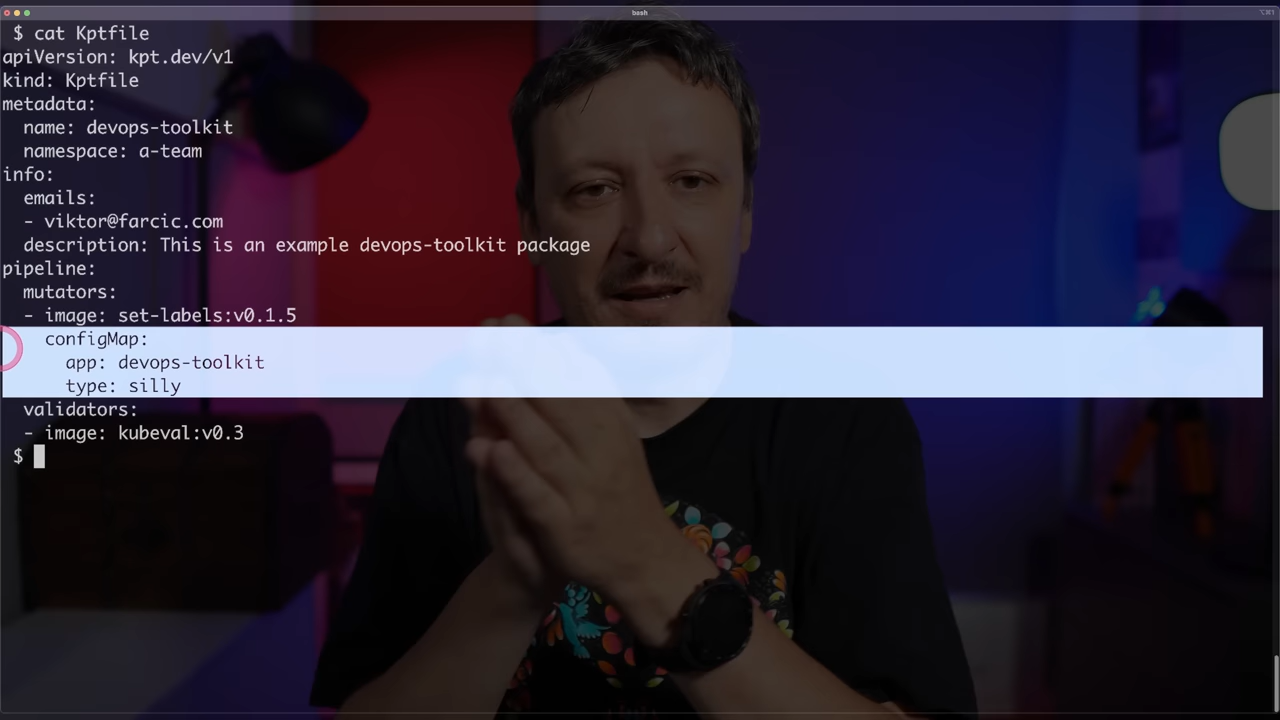 bash
⌥⌘1
$ cat Kptfile
apiVersion: kpt.dev/v1
kind: Kptfile
metadata:
  name: devops-toolkit
  namespace: a-team
info:
  emails:
  - viktor@farcic.com
  description: This is an example devops-toolkit package
pipeline:
  mutators:
  - image: set-labels:v0.1.5
    configMap:
      app: devops-toolkit
      type: silly
  validators:
  - image: kubeval:v0.3
$